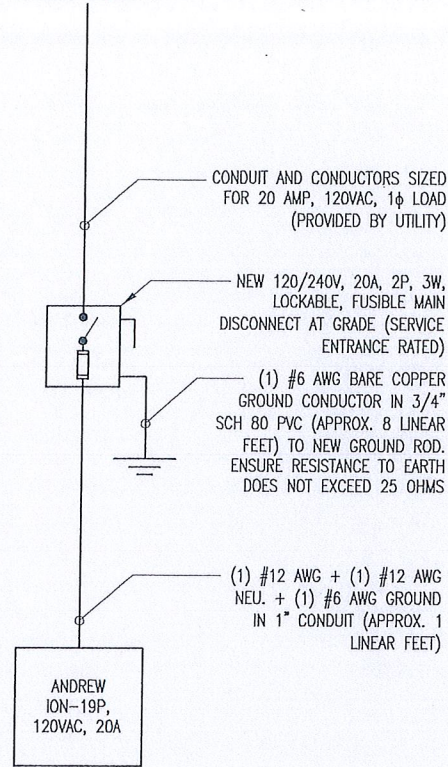 CONDUIT AND CONDUCTORS SIZED
FOR 20 AMP, 120VAC, 1ϕ LOAD
(PROVIDED BY UTILITY)
NEW 120/240V, 20A, 2P, 3W,
LOCKABLE, FUSIBLE MAIN
DISCONNECT AT GRADE (SERVICE
ENTRANCE RATED)
(1) #6 AWG BARE COPPER
GROUND CONDUCTOR IN 3/4"
SCH 80 PVC (APPROX. 8 LINEAR
FEET) TO NEW GROUND ROD.
ENSURE RESISTANCE TO EARTH
DOES NOT EXCEED 25 OHMS
(1) #12 AWG + (1) #12 AWG
NEU. + (1) #6 AWG GROUND
IN 1" CONDUIT (APPROX. 1
LINEAR FEET)
ANDREW
ION-19P,
120VAC, 20A